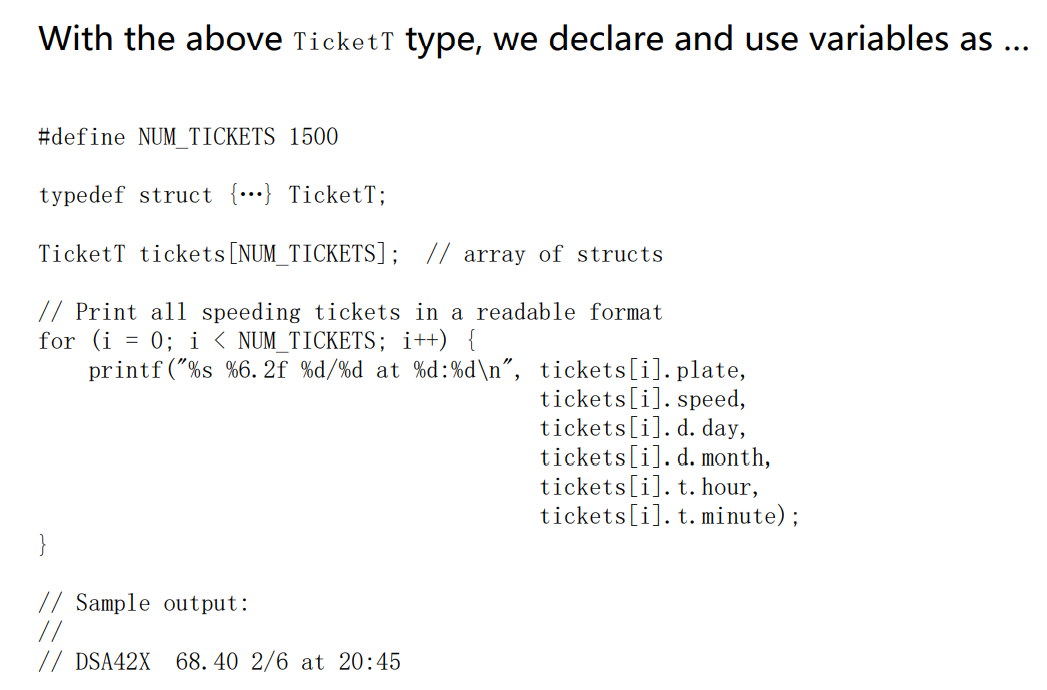 With the above TicketT type, we declare and use variables as …
#define NUM_TICKETS 1500
typedef struct {…} TicketT;
TicketT tickets[NUM_TICKETS];  // array of structs
// Print all speeding tickets in a readable format
for (i = 0; i < NUM_TICKETS; i++) {
    printf("%s %6.2f %d/%d at %d:%d\n", tickets[i].plate,
                                        tickets[i].speed,
                                        tickets[i].d.day,
                                        tickets[i].d.month,
                                        tickets[i].t.hour,
                                        tickets[i].t.minute);
}
// Sample output:
//
// DSA42X  68.40 2/6 at 20:45